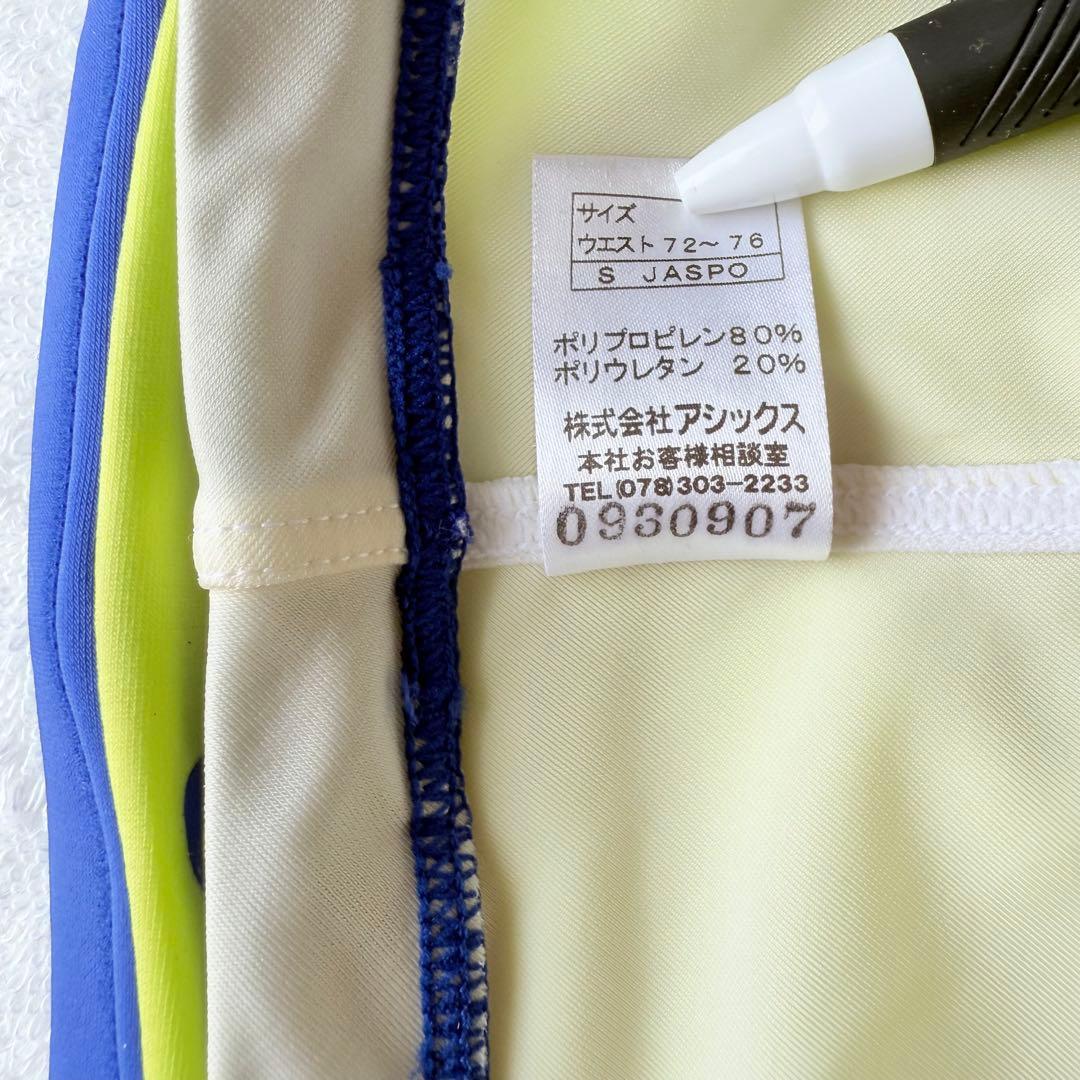 サイズ
ウエスト 72～76
S JASPO
ポリプロピレン80%
ポリウレタン 20%
株式会社アシックス
本社お客様相談室
TEL(078)303-2233
0930907